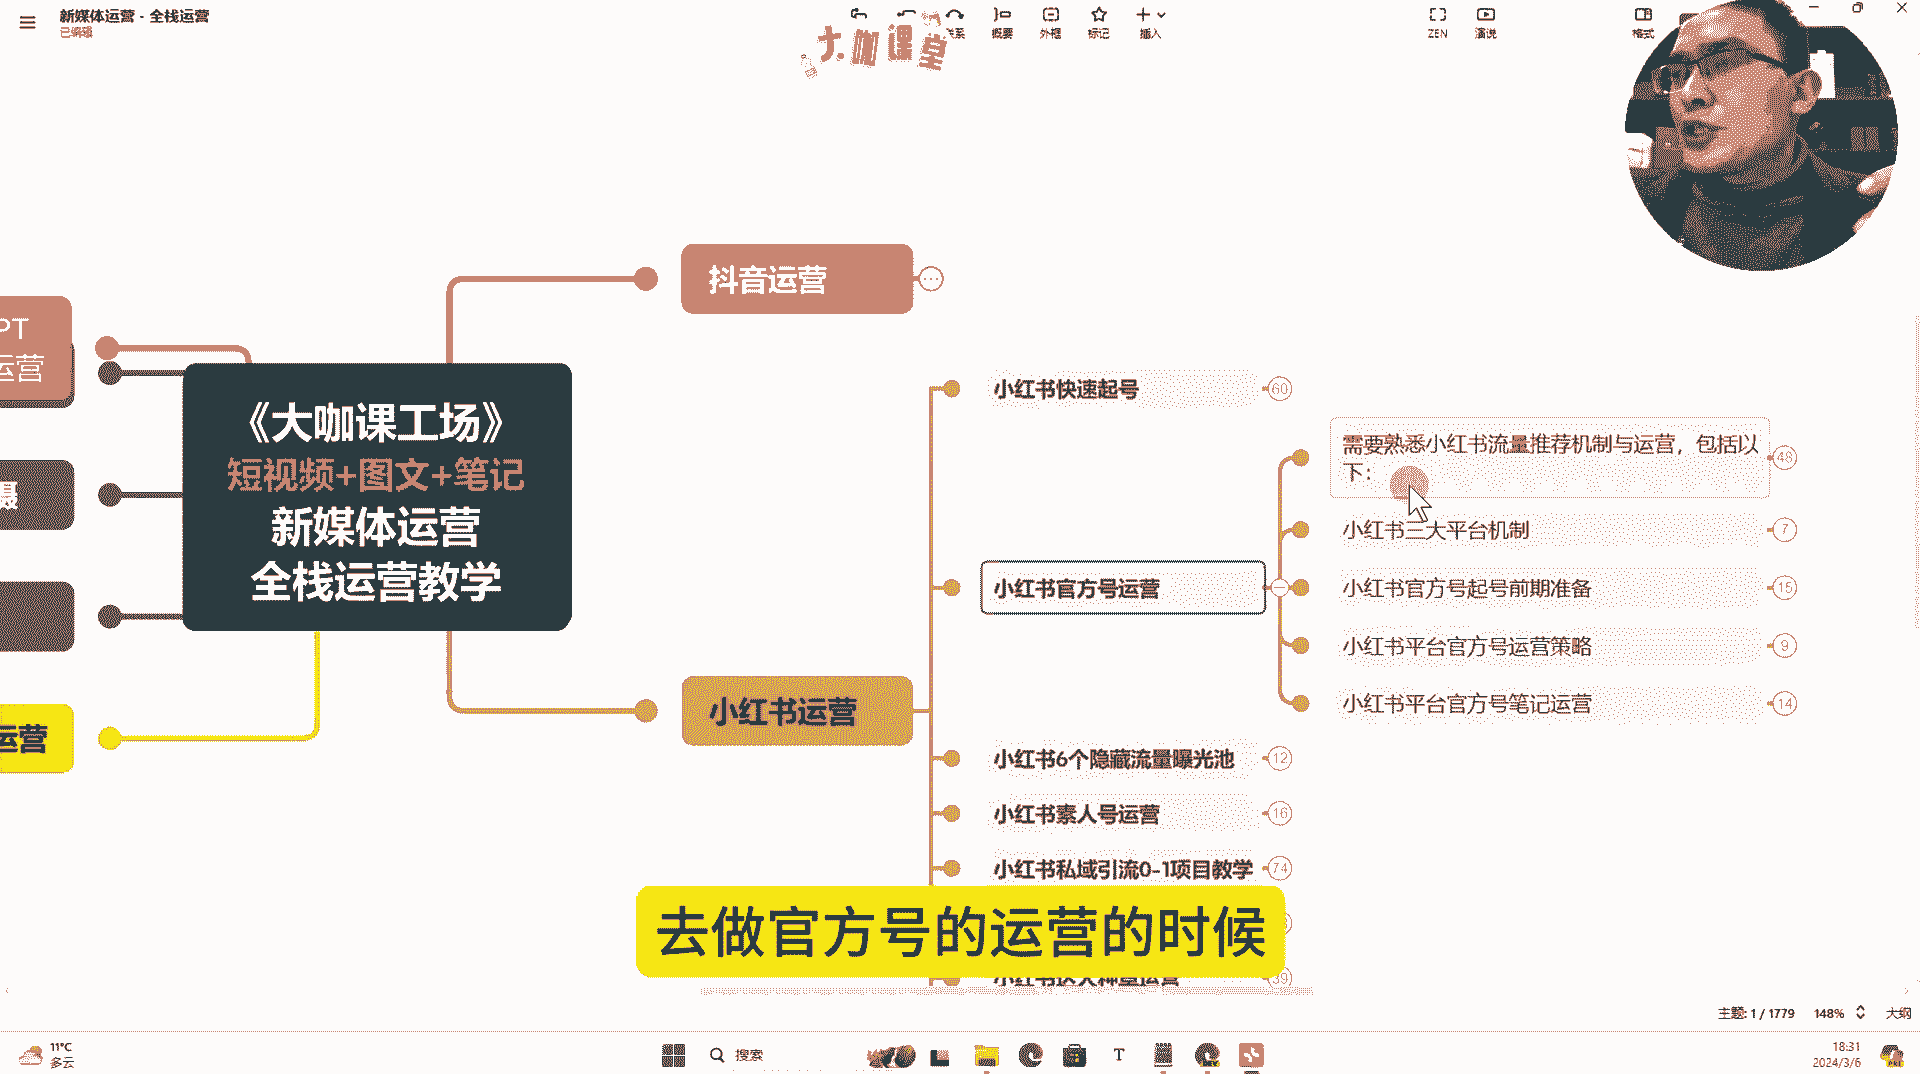 新媒体运营 - 全栈运营
已编辑
概要
外框
标记
插入
ZEN
演说
格式
大咖课堂
抖音运营
PT
运营
《大咖课工场》
短视频+图文+笔记
新媒体运营
全栈运营教学
摄
运营
小红书运营
小红书快速起号
60
小红书官方号运营
需要熟悉小红书流量推荐机制与运营，包括以
下：
48
小红书三大平台机制
7
小红书官方号起号前期准备
15
小红书平台官方号运营策略
9
小红书平台官方号笔记运营
14
小红书6个隐藏流量曝光池
12
小红书素人号运营
16
小红书私域引流0-1项目教学
74
去做官方号的运营的时候
39
主题: 1 / 1779
148%
大纲
11°C
多云
搜索
18:31
2024/3/6